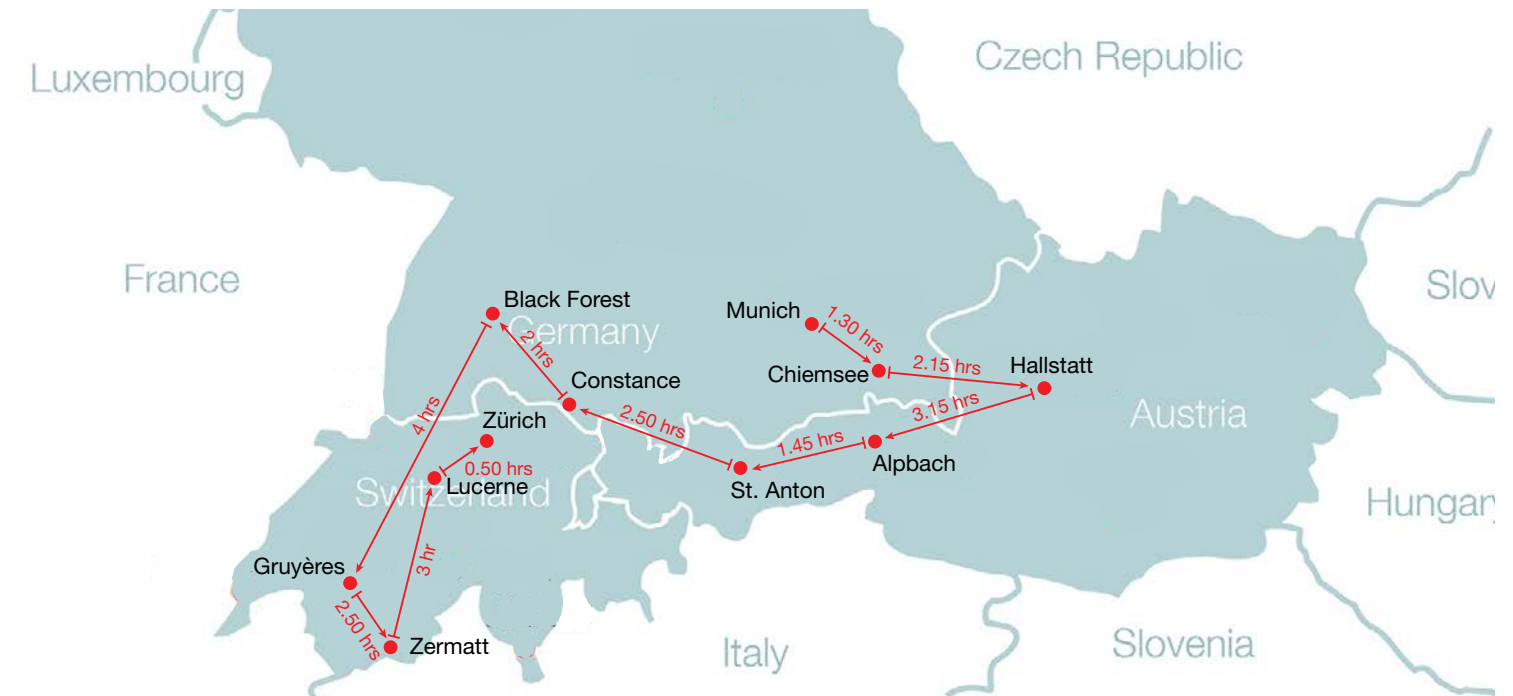 Luxembourg
Czech Republic
France
Slov
Black Forest
Germany
Munich
1.30 hrs
2 hrs
Chiemsee
2.15 hrs
Hallstatt
Constance
4 hrs
Zürich
2.50 hrs
3.15 hrs
Austria
1.45 hrs
Alpbach
0.50 hrs
Lucerne
Switzerland
St. Anton
Hungar
3 hr
Gruyères
2.50 hrs
Zermatt
Italy
Slovenia